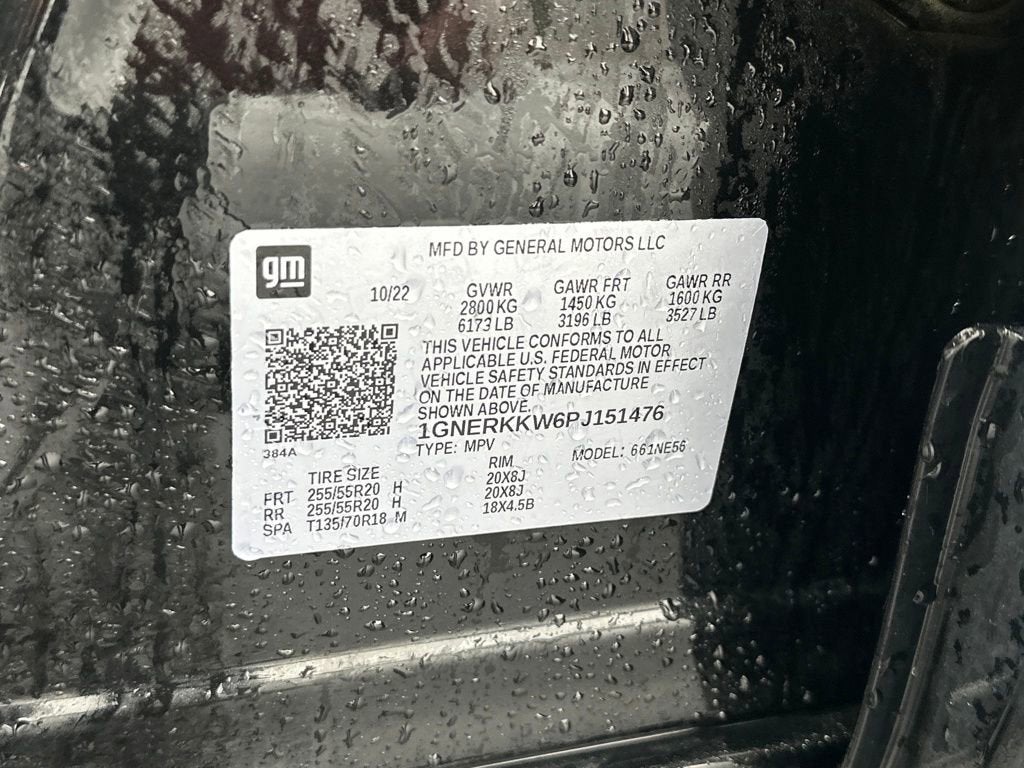 gm
MFD BY GENERAL MOTORS LLC
10/22
GVWR GAWR FRT GAWR RR
2800 KG 1450 KG 1600 KG
6173 LB 3196 LB 3527 LB
THIS VEHICLE CONFORMS TO ALL
APPLICABLE U.S. FEDERAL MOTOR
VEHICLE SAFETY STANDARDS IN EFFECT
ON THE DATE OF MANUFACTURE
SHOWN ABOVE.
1GNERKKW6PJ151476
TYPE: MPV MODEL: 661NE56
384A
TIRE SIZE RIM
FRT 255/55R20 H 20X8J
RR 255/55R20 H 20X8J
SPA T135/70R18 M 18X4.5B